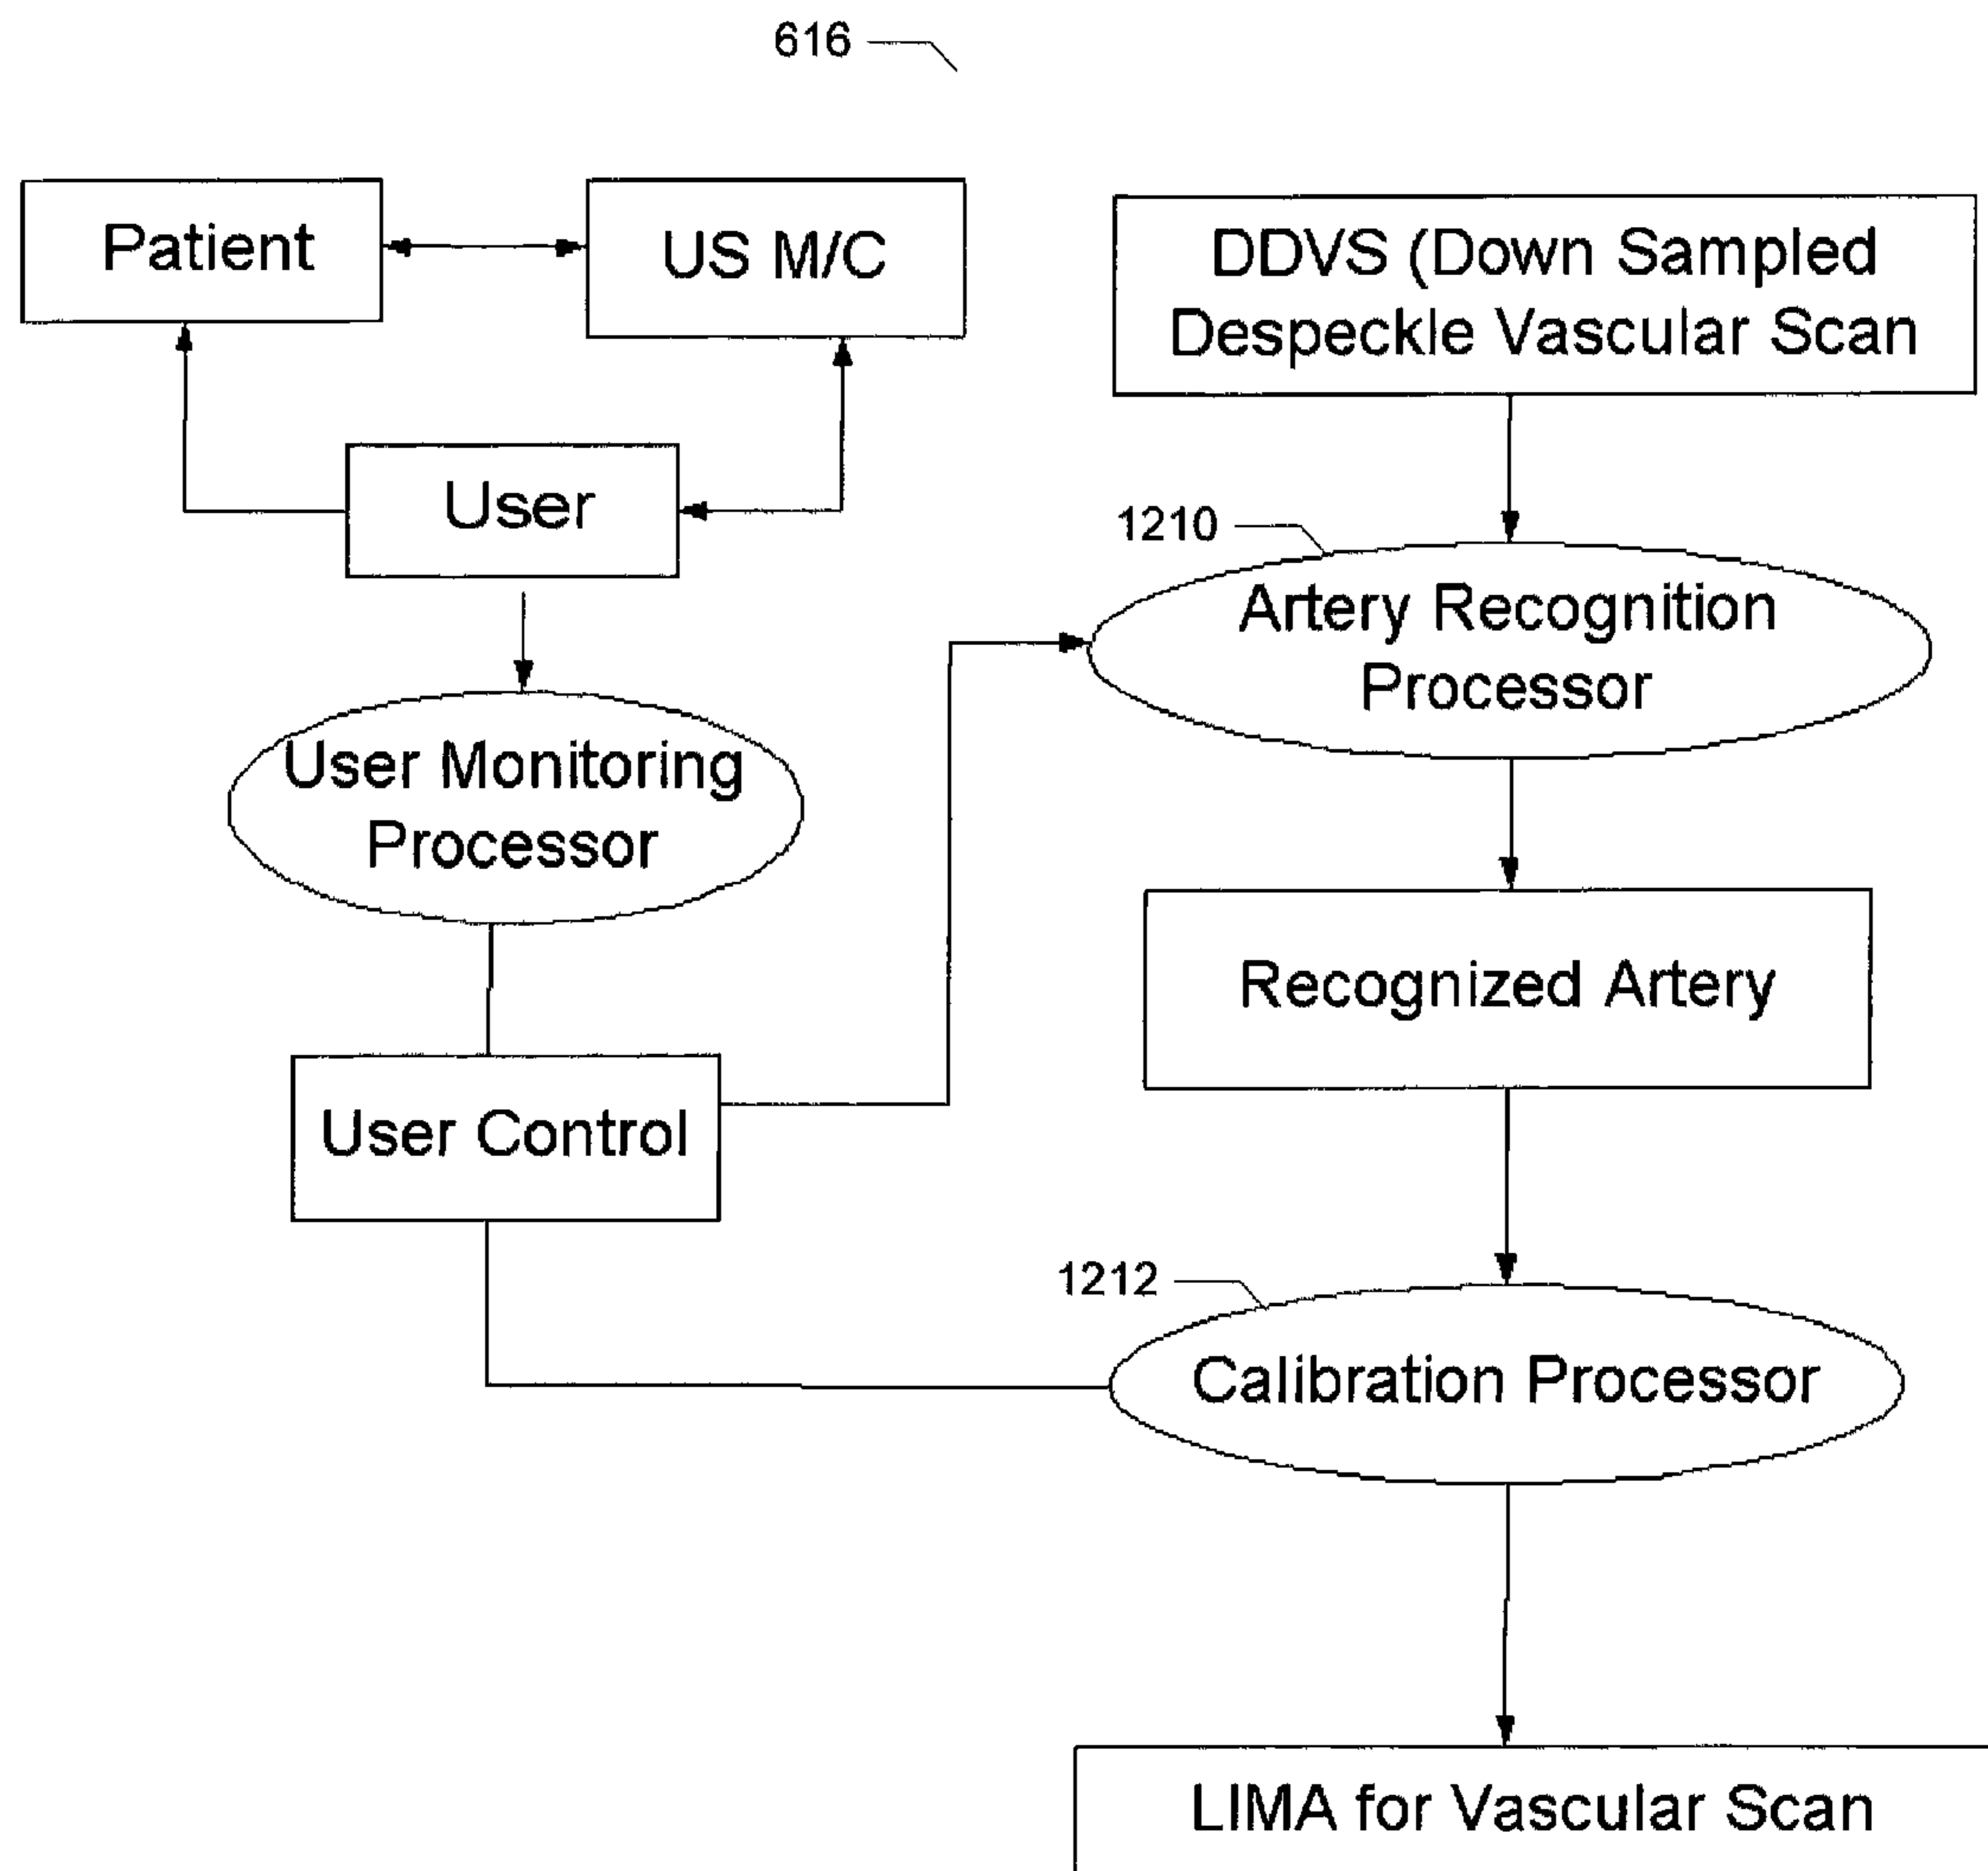 616
Patient
US M/C
DDVS (Down Sampled
Despeckle Vascular Scan
User
1210
Artery Recognition
Processor
User Monitoring
Processor
Recognized Artery
User Control
1212
Calibration Processor
LIMA for Vascular Scan